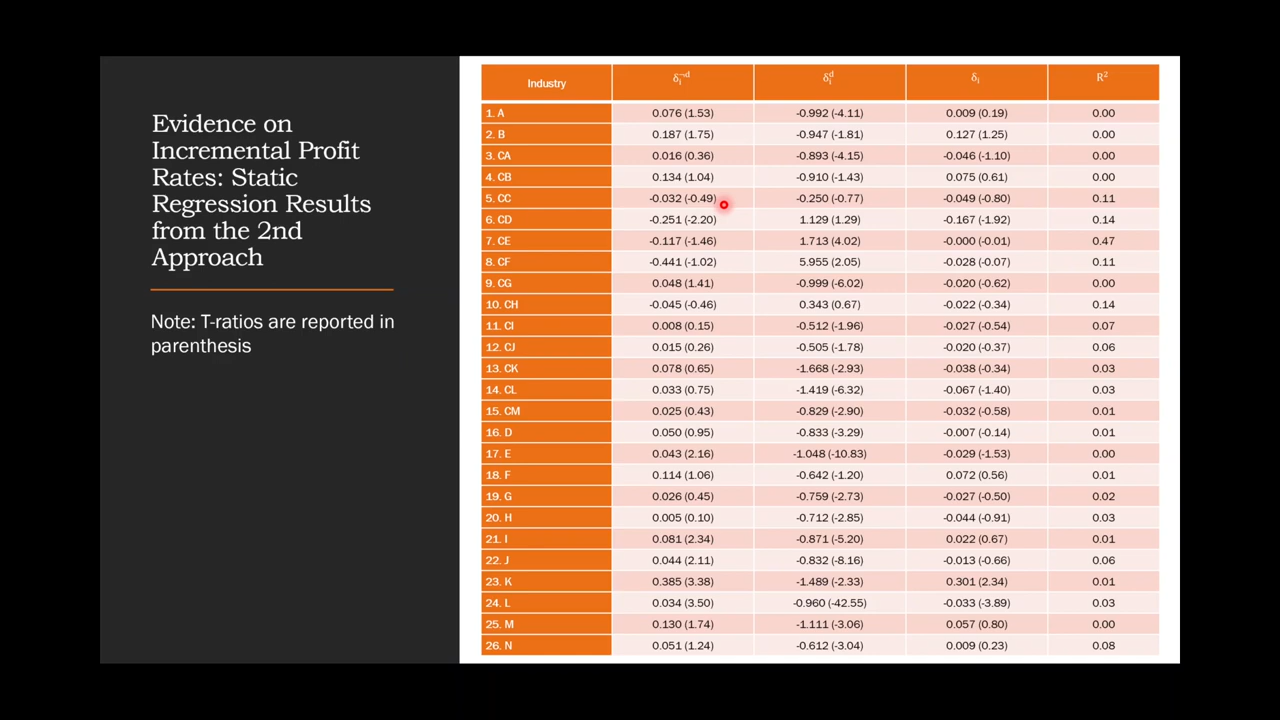 Evidence on
Incremental Profit
Rates: Static
Regression Results
from the 2nd
Approach
Note: T-ratios are reported in
parenthesis
Industry δᵢ⁻ᵈ δᵢᵈ δᵢ R²
1. A 0.076 (1.53) -0.992 (-4.11) 0.009 (0.19) 0.00
2. B 0.187 (1.75) -0.947 (-1.81) 0.127 (1.25) 0.00
3. CA 0.016 (0.36) -0.893 (-4.15) -0.046 (-1.10) 0.00
4. CB 0.134 (1.04) -0.910 (-1.43) 0.075 (0.61) 0.00
5. CC -0.032 (-0.49) -0.250 (-0.77) -0.049 (-0.80) 0.11
6. CD -0.251 (-2.20) 1.129 (1.29) -0.167 (-1.92) 0.14
7. CE -0.117 (-1.46) 1.713 (4.02) -0.000 (-0.01) 0.47
8. CF -0.441 (-1.02) 5.955 (2.05) -0.028 (-0.07) 0.11
9. CG 0.048 (1.41) -0.999 (-6.02) -0.020 (-0.62) 0.00
10. CH -0.045 (-0.46) 0.343 (0.67) -0.022 (-0.34) 0.14
11. CI 0.008 (0.15) -0.512 (-1.96) -0.027 (-0.54) 0.07
12. CJ 0.015 (0.26) -0.505 (-1.78) -0.020 (-0.37) 0.06
13. CK 0.078 (0.65) -1.668 (-2.93) -0.038 (-0.34) 0.03
14. CL 0.033 (0.75) -1.419 (-6.32) -0.067 (-1.40) 0.03
15. CM 0.025 (0.43) -0.829 (-2.90) -0.032 (-0.58) 0.01
16. D 0.050 (0.95) -0.833 (-3.29) -0.007 (-0.14) 0.01
17. E 0.043 (2.16) -1.048 (-10.83) -0.029 (-1.53) 0.00
18. F 0.114 (1.06) -0.642 (-1.20) 0.072 (0.56) 0.01
19. G 0.026 (0.45) -0.759 (-2.73) -0.027 (-0.50) 0.02
20. H 0.005 (0.10) -0.712 (-2.85) -0.044 (-0.91) 0.03
21. I 0.081 (2.34) -0.871 (-5.20) 0.022 (0.67) 0.01
22. J 0.044 (2.11) -0.832 (-8.16) -0.013 (-0.66) 0.06
23. K 0.385 (3.38) -1.489 (-2.33) 0.301 (2.34) 0.01
24. L 0.034 (3.50) -0.960 (-42.55) -0.033 (-3.89) 0.03
25. M 0.130 (1.74) -1.111 (-3.06) 0.057 (0.80) 0.00
26. N 0.051 (1.24) -0.612 (-3.04) 0.009 (0.23) 0.08